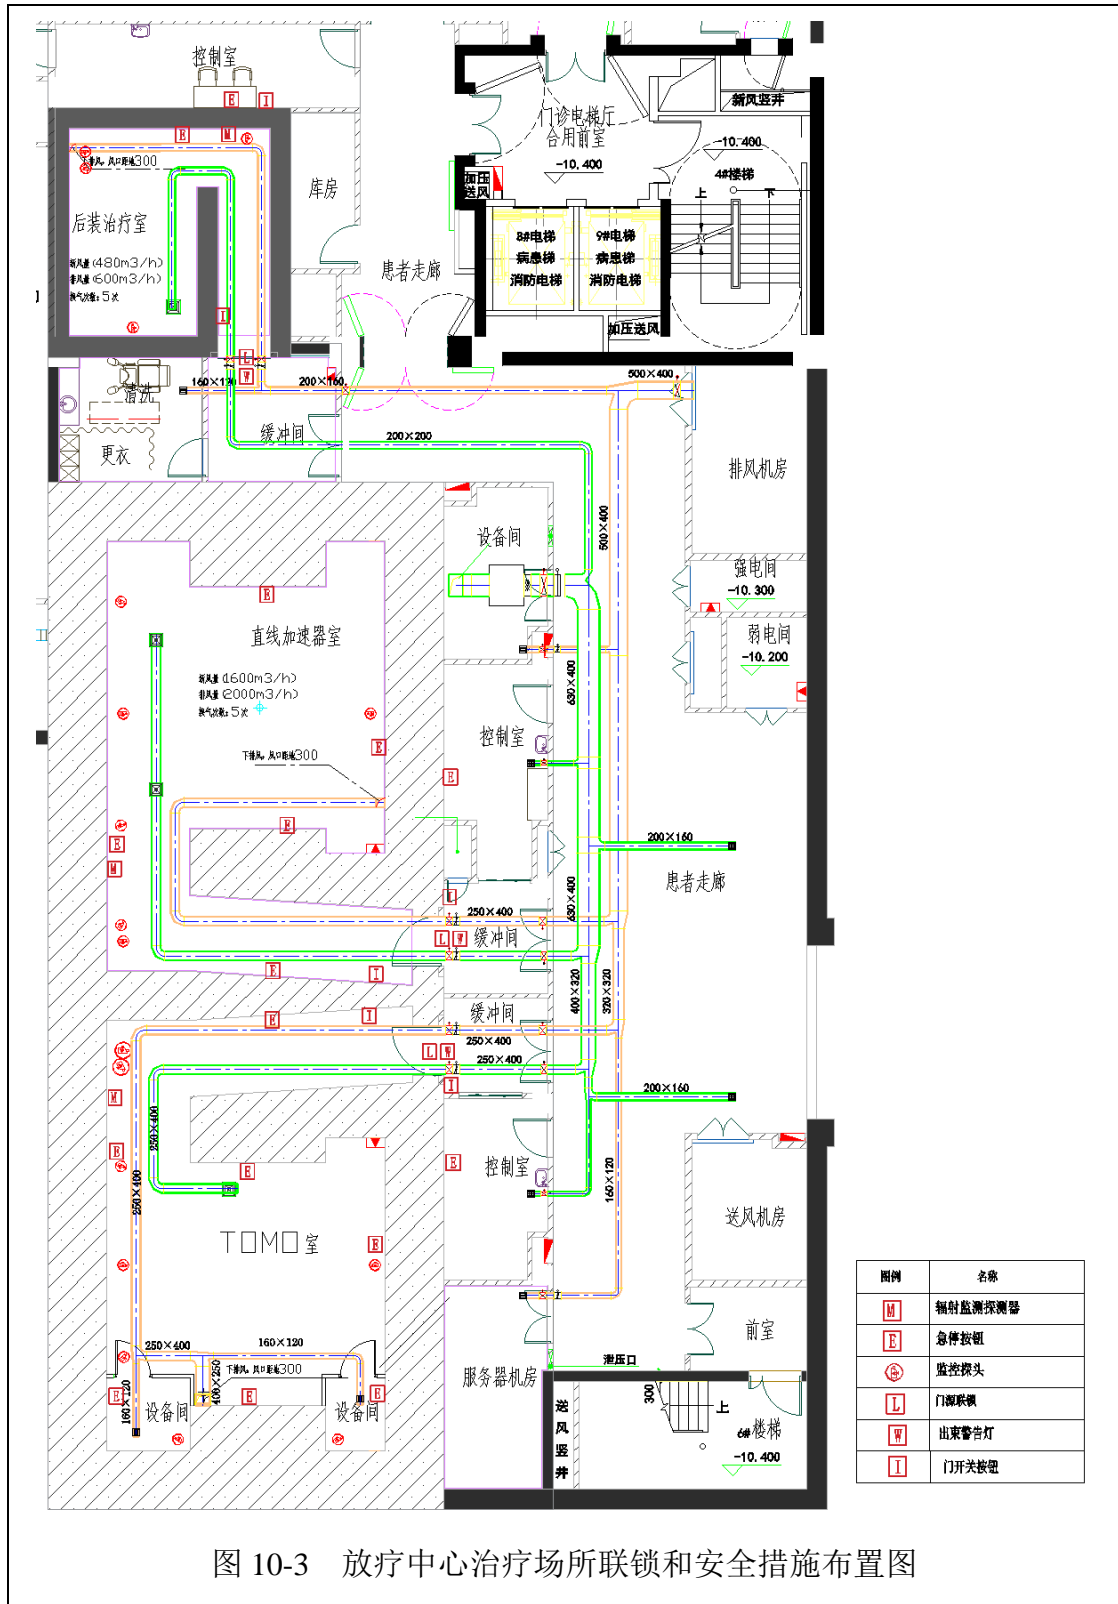 控制室
E
I
新风竖井
门诊电梯厅
合用前室
-10.400
-10.400
4#楼梯
上
下
加压
送风
E
M
下排风，风口距地300
库房
后装治疗室
新风量 (480m3/h)
排风量 (600m3/h)
换气次数：5次
I
患者走廊
8#电梯
病患梯
消防电梯
9#电梯
病患梯
消防电梯
加压送风
L
W
清洗
160×120
200×160
500×400
缓冲间
更衣
200×200
排风机房
设备间
500×400
强电间
-10.300
弱电间
-10.200
E
直线加速器室
新风量 (1600m3/h)
排风量 (2000m3/h)
换气次数：5次
630×400
控制室
E
E
下排风，风口距地300
E
E
M
200×160
患者走廊
L
250×400
630×400
L
W
缓冲间
E
I
400×320
320×320
缓冲间
E
I
250×400
L
W
250×400
I
M
200×160
250×400
E
E
控制室
E
250×400
160×120
送风机房
TOMO室
E
前室
250×400
160×120
下排风，风口距地300
400×250
泄压口
服务器机房
E
E
E
160×120
设备间
设备间
送
风
竖
井
300
上
6#楼梯
-10.400
图例 名称
M 辐射监测探测器
E 急停按钮
监控探头
L 门源联锁
W 出束警告灯
I 门开关按钮
图 10-3 放疗中心治疗场所联锁和安全措施布置图